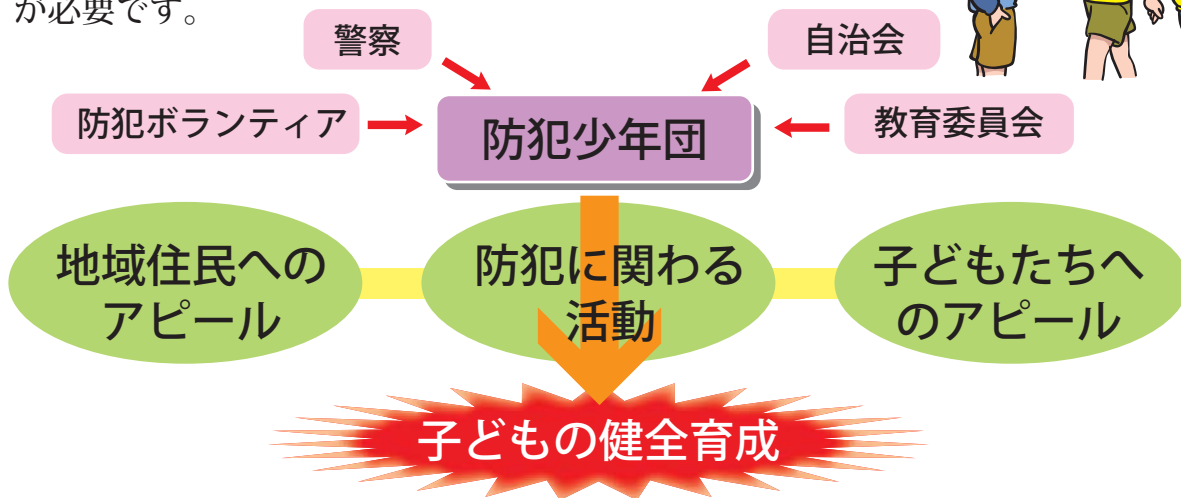 が必要です。
警察
自治会
防犯ボランティア
防犯少年団
教育委員会
地域住民への
アピール
防犯に関わる
活動
子どもたちへ
のアピール
子どもの健全育成